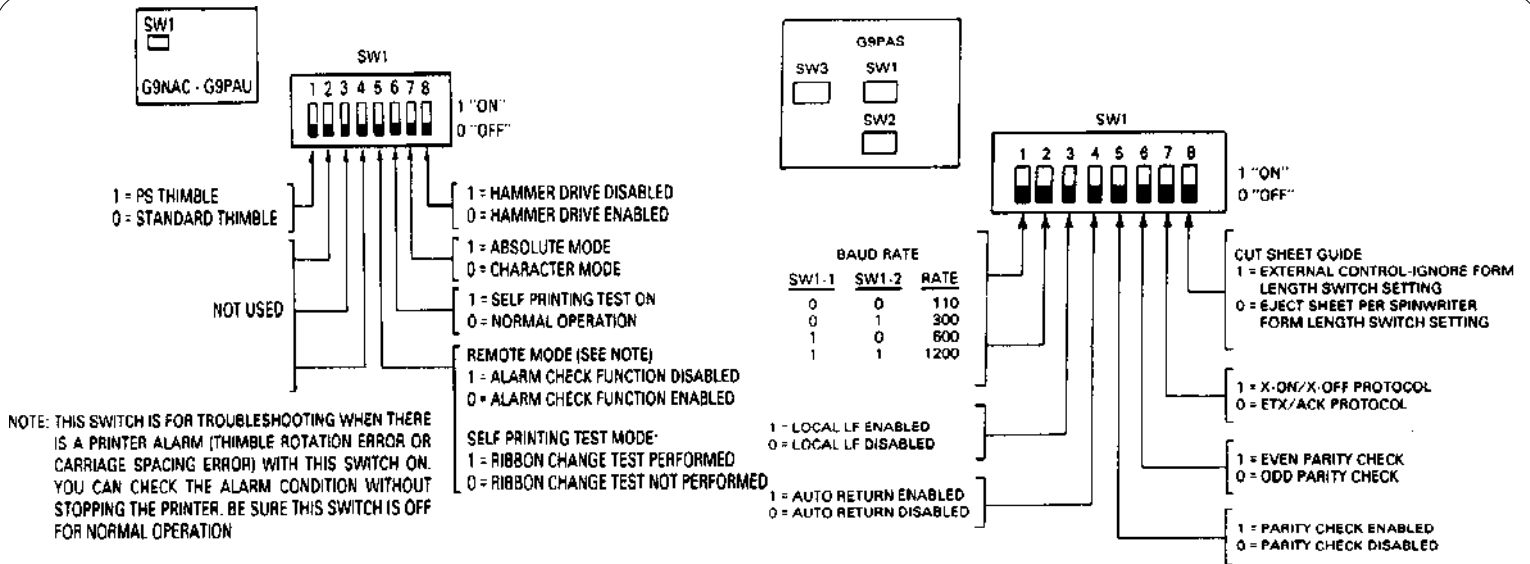 SW1
G9NAC - G9PAU
SW1
1 2 3 4 5 6 7 8
1 "ON"
0 "OFF"
1 = PS THIMBLE
0 = STANDARD THIMBLE
NOT USED
1 = HAMMER DRIVE DISABLED
0 = HAMMER DRIVE ENABLED
1 = ABSOLUTE MODE
0 = CHARACTER MODE
1 = SELF PRINTING TEST ON
0 = NORMAL OPERATION
REMOTE MODE (SEE NOTE)
1 = ALARM CHECK FUNCTION DISABLED
0 = ALARM CHECK FUNCTION ENABLED
SELF PRINTING TEST MODE:
1 = RIBBON CHANGE TEST PERFORMED
0 = RIBBON CHANGE TEST NOT PERFORMED
NOTE: THIS SWITCH IS FOR TROUBLESHOOTING WHEN THERE
IS A PRINTER ALARM (THIMBLE ROTATION ERROR OR
CARRIAGE SPACING ERROR) WITH THIS SWITCH ON.
YOU CAN CHECK THE ALARM CONDITION WITHOUT
STOPPING THE PRINTER. BE SURE THIS SWITCH IS OFF
FOR NORMAL OPERATION
G9PAS
SW3 SW1
SW2
SW1
1 2 3 4 5 6 7 8
1 "ON"
0 "OFF"
BAUD RATE
SW1-1 SW1-2 RATE
0 0 110
0 1 300
1 0 600
1 1 1200
1 = LOCAL LF ENABLED
0 = LOCAL LF DISABLED
1 = AUTO RETURN ENABLED
0 = AUTO RETURN DISABLED
CUT SHEET GUIDE
1 = EXTERNAL CONTROL-IGNORE FORM
LENGTH SWITCH SETTING
0 = EJECT SHEET PER SPINWRITER
FORM LENGTH SWITCH SETTING
1 = X-ON/X-OFF PROTOCOL
0 = ETX/ACK PROTOCOL
1 = EVEN PARITY CHECK
0 = ODD PARITY CHECK
1 = PARITY CHECK ENABLED
0 = PARITY CHECK DISABLED